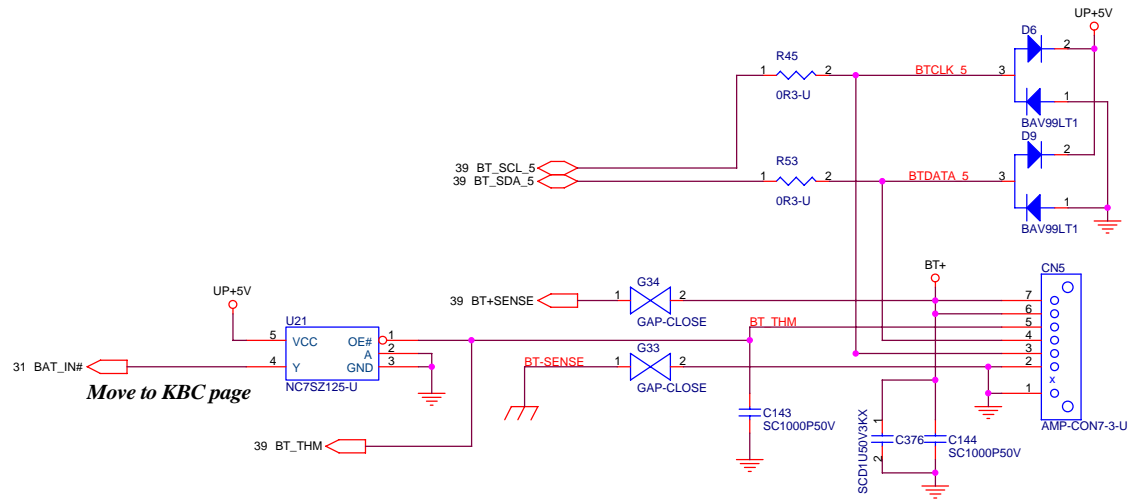 UP+5V
D6
2
3
1
BAV99LT1
R45
1 2
0R3-U
BTCLK_5
39 BT_SCL_5
39 BT_SDA_5
R53
1 2
0R3-U
BTDATA_5
D9
2
3
1
BAV99LT1
UP+5V
U21
5 VCC OE# 1
A 2
4 Y GND 3
NC7SZ125-U
31 BAT_IN#
Move to KBC page
39 BT_THM
39 BT+SENSE
G34
1 2
GAP-CLOSE
BT_THM
BT-SENSE
G33
1 2
GAP-CLOSE
BT+
CN5
7
6
5
4
3
2
x
1
AMP-CON7-3-U
C143
SC1000P50V
SCD1U50V3KX
1
C376
2
C144
SC1000P50V